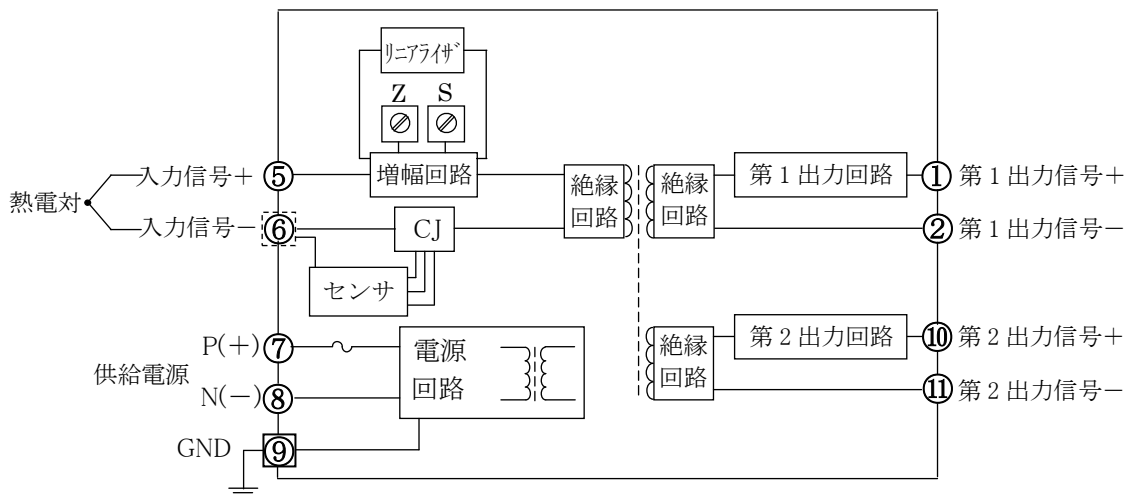 ﾘﾆｱﾗｲｻﾞ
Z S
入力信号+ ⑤ 増幅回路 絶縁回路 絶縁回路 第1出力回路 ① 第1出力信号+
熱電対
入力信号− ⑥ CJ ② 第1出力信号−
センサ
P(+) ⑦ 電源回路 絶縁回路 第2出力回路 ⑩ 第2出力信号+
供給電源
N(−) ⑧ ⑪ 第2出力信号−
GND ⑨